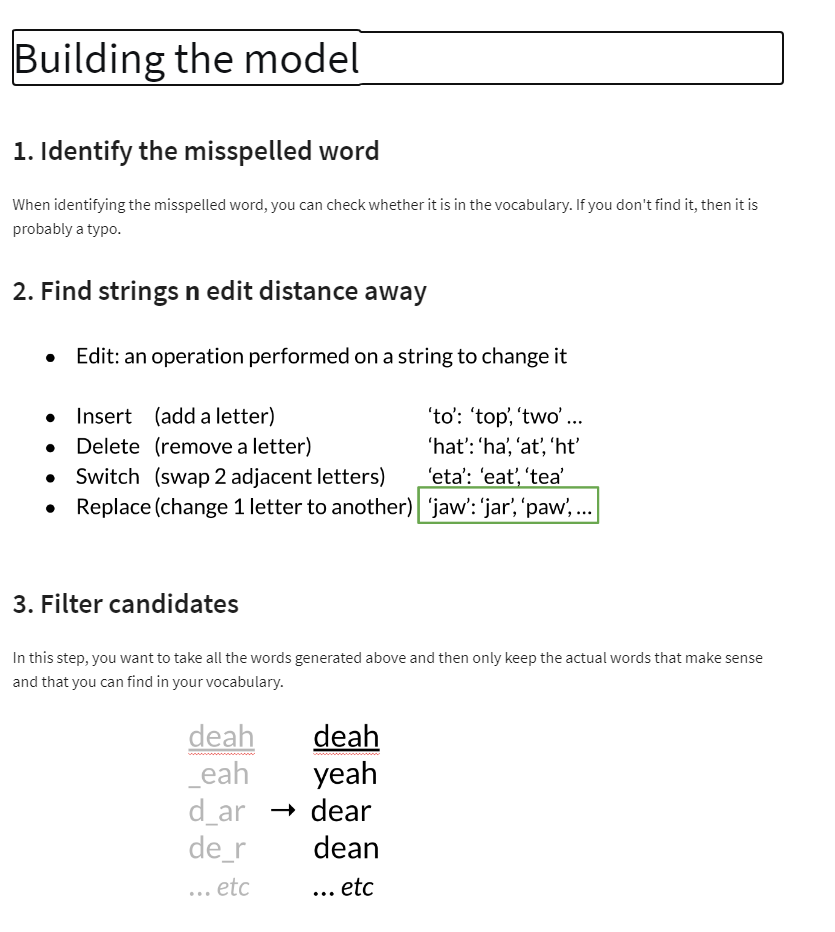 Building the model
1. Identify the misspelled word
When identifying the misspelled word, you can check whether it is in the vocabulary. If you don't find it, then it is
probably a typo.
2. Find strings n edit distance away
● Edit: an operation performed on a string to change it
● Insert (add a letter) ‘to’: ‘top’, ‘two’ ...
● Delete (remove a letter) ‘hat’: ‘ha’, ‘at’, ‘ht’
● Switch (swap 2 adjacent letters) ‘eta’: ‘eat’, ‘tea’
● Replace (change 1 letter to another) ‘jaw’: ‘jar’, ‘paw’, ...
3. Filter candidates
In this step, you want to take all the words generated above and then only keep the actual words that make sense
and that you can find in your vocabulary.
deah deah
_eah yeah
d_ar → dear
de_r dean
... etc ... etc